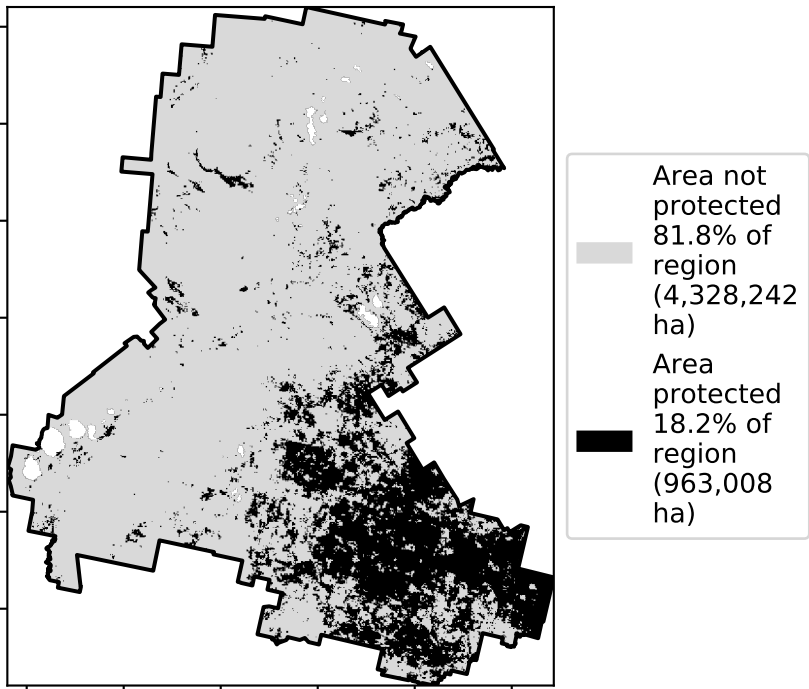 Area not
protected
81.8% of
region
(4,328,242
ha)
Area
protected
18.2% of
region
(963,008
ha)